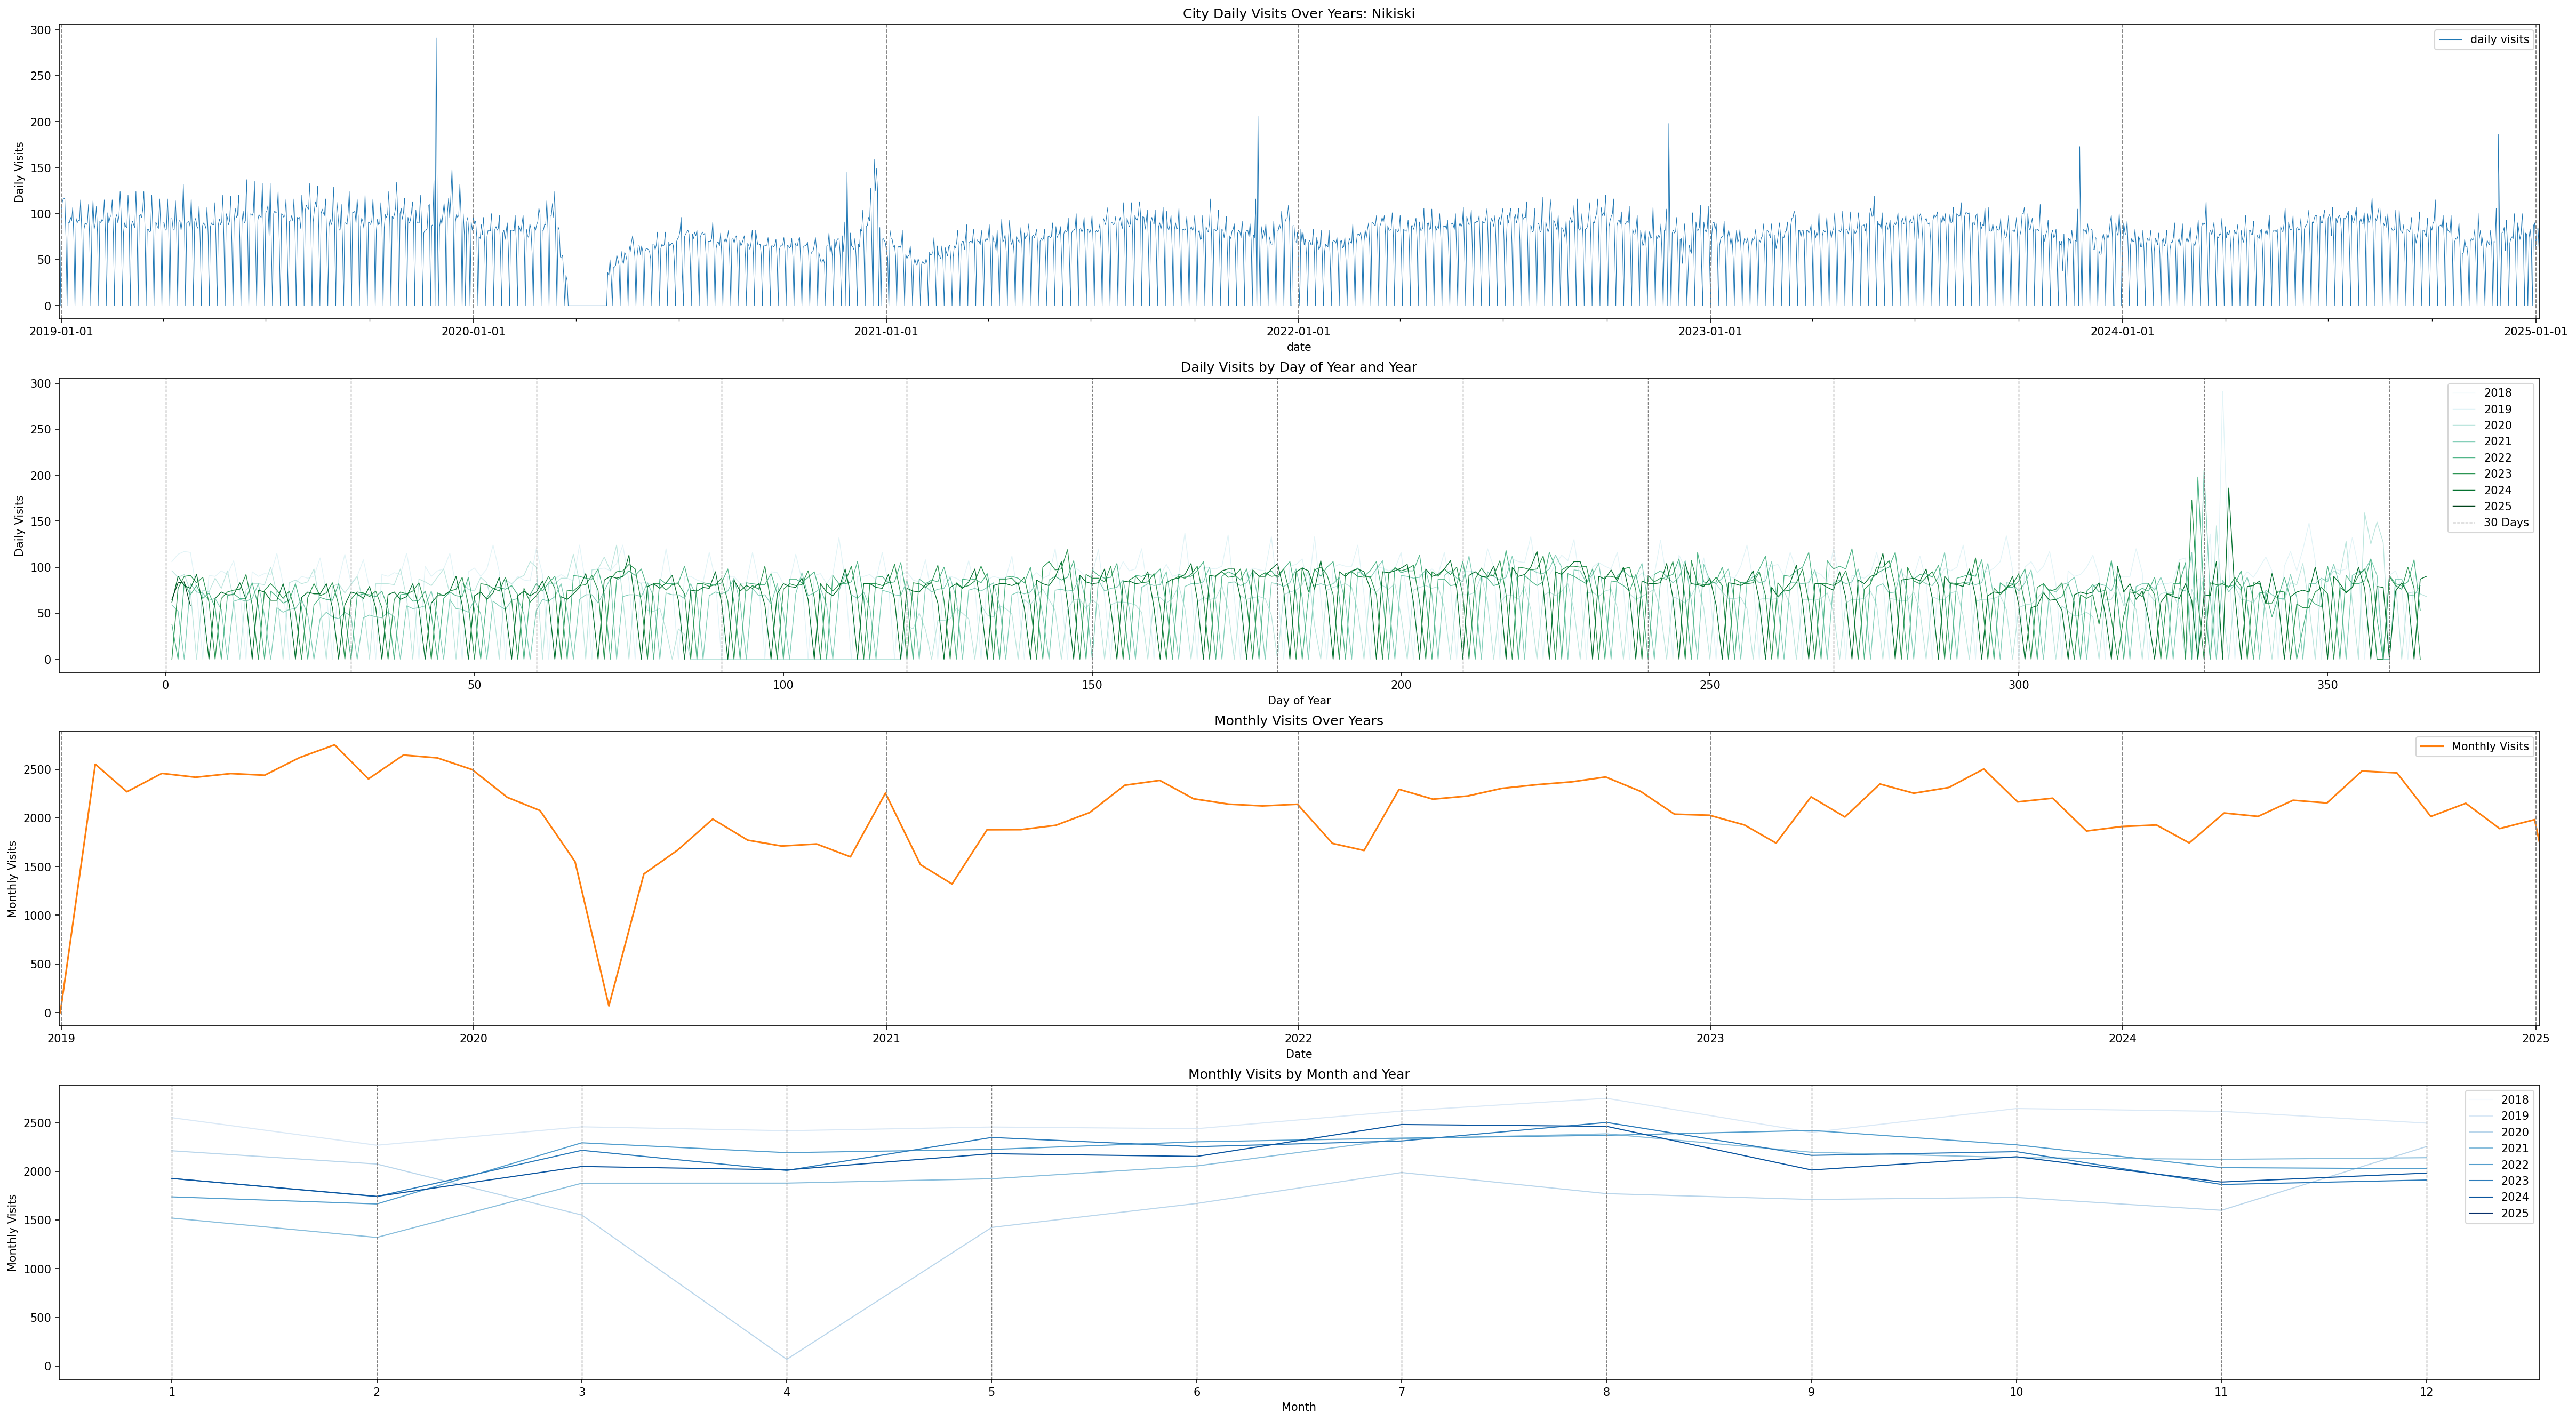 City Daily Visits Over Years: Nikiski
300
250
200
150
100
50
0
Daily Visits
daily visits
2019-01-01 2020-01-01 2021-01-01 2022-01-01 2023-01-01 2024-01-01 2025-01-01
date
Daily Visits by Day of Year and Year
300
250
200
150
100
50
0
Daily Visits
2018
2019
2020
2021
2022
2023
2024
2025
30 Days
0 50 100 150 200 250 300 350
Day of Year
Monthly Visits Over Years
2500
2000
1500
1000
500
0
Monthly Visits
Monthly Visits
2019 2020 2021 2022 2023 2024 2025
Date
Monthly Visits by Month and Year
2500
2000
1500
1000
500
0
Monthly Visits
2018
2019
2020
2021
2022
2023
2024
2025
1 2 3 4 5 6 7 8 9 10 11 12
Month